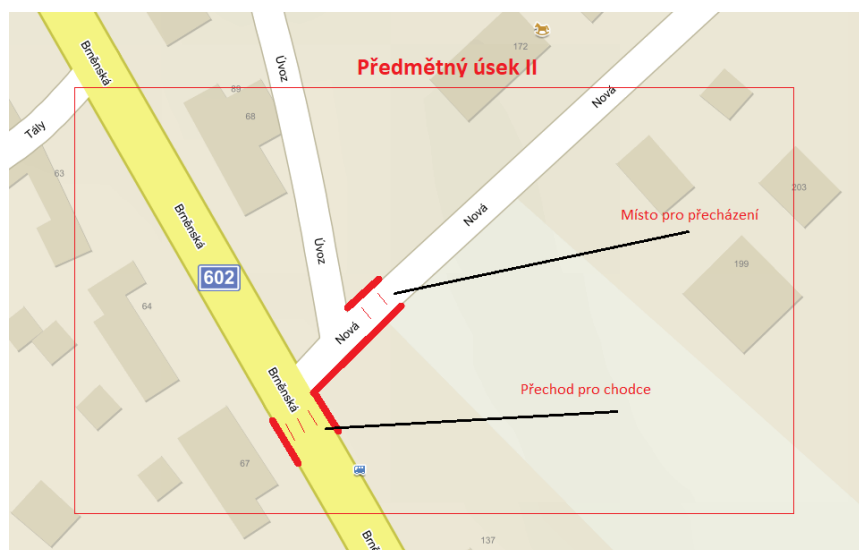 Brněnská
Úvoz
172
Předmětný úsek II
Nová
89
68
Tály
63
203
Brněnská
Nová
Místo pro přecházení
Úvoz
199
602
64
Nová
Brněnská
Přechod pro chodce
67
137
Brněnská